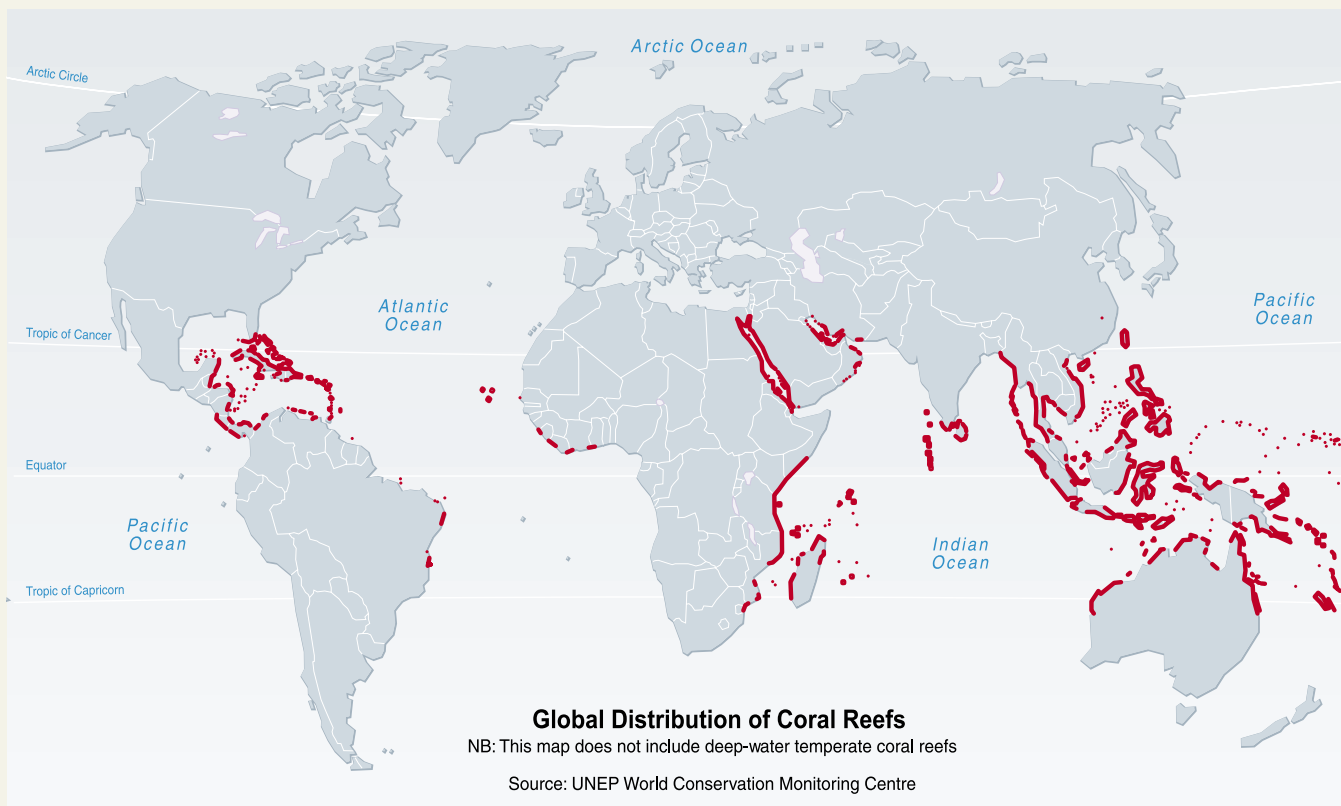 Arctic Ocean
Arctic Circle
Atlantic
Ocean
Pacific
Ocean
Tropic of Cancer
Equator
Pacific
Ocean
Indian
Ocean
Tropic of Capricorn
Global Distribution of Coral Reefs
NB: This map does not include deep-water temperate coral reefs
Source: UNEP World Conservation Monitoring Centre